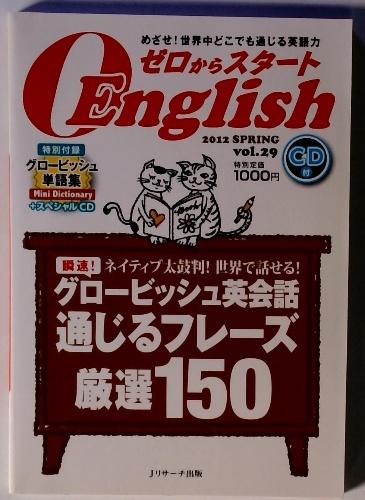 めざせ!世界中どこでも通じる英語力
ゼロからスタート
0English
2012 SPRING
vol.29
特別定価
1000円
CD
付
特別付録
グロービッシュ
単語集
Mini Dictionary
+スペシャルCD
瞬速!
ネイティブ太鼓判!世界で話せる!
グロービッシュ英会話
通じるフレーズ
厳選150
Jリサーチ出版